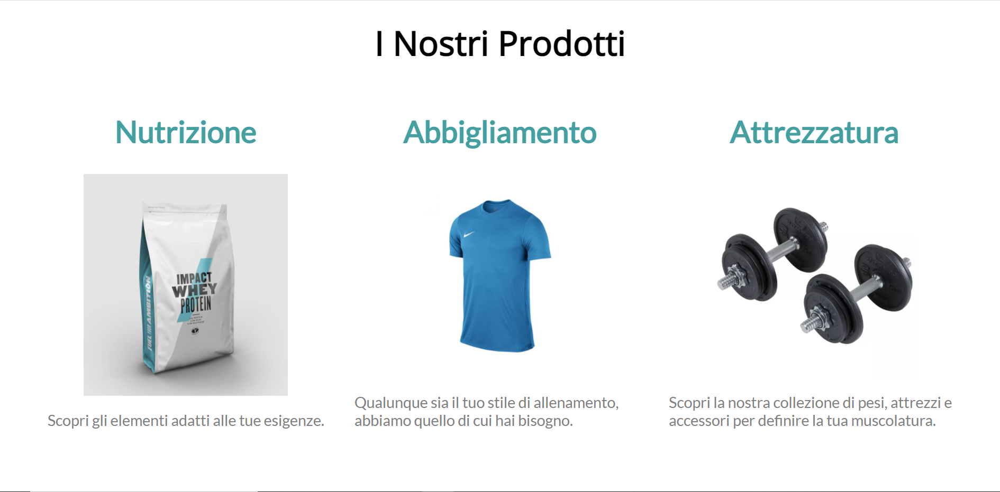 I Nostri Prodotti
Nutrizione
Abbigliamento
Attrezzatura
IMPACT
WHEY
PROTEIN
FUEL YOUR AMBITION
Scopri gli elementi adatti alle tue esigenze.
Qualunque sia il tuo stile di allenamento,
abbiamo quello di cui hai bisogno.
Scopri la nostra collezione di pesi, attrezzi e
accessori per definire la tua muscolatura.